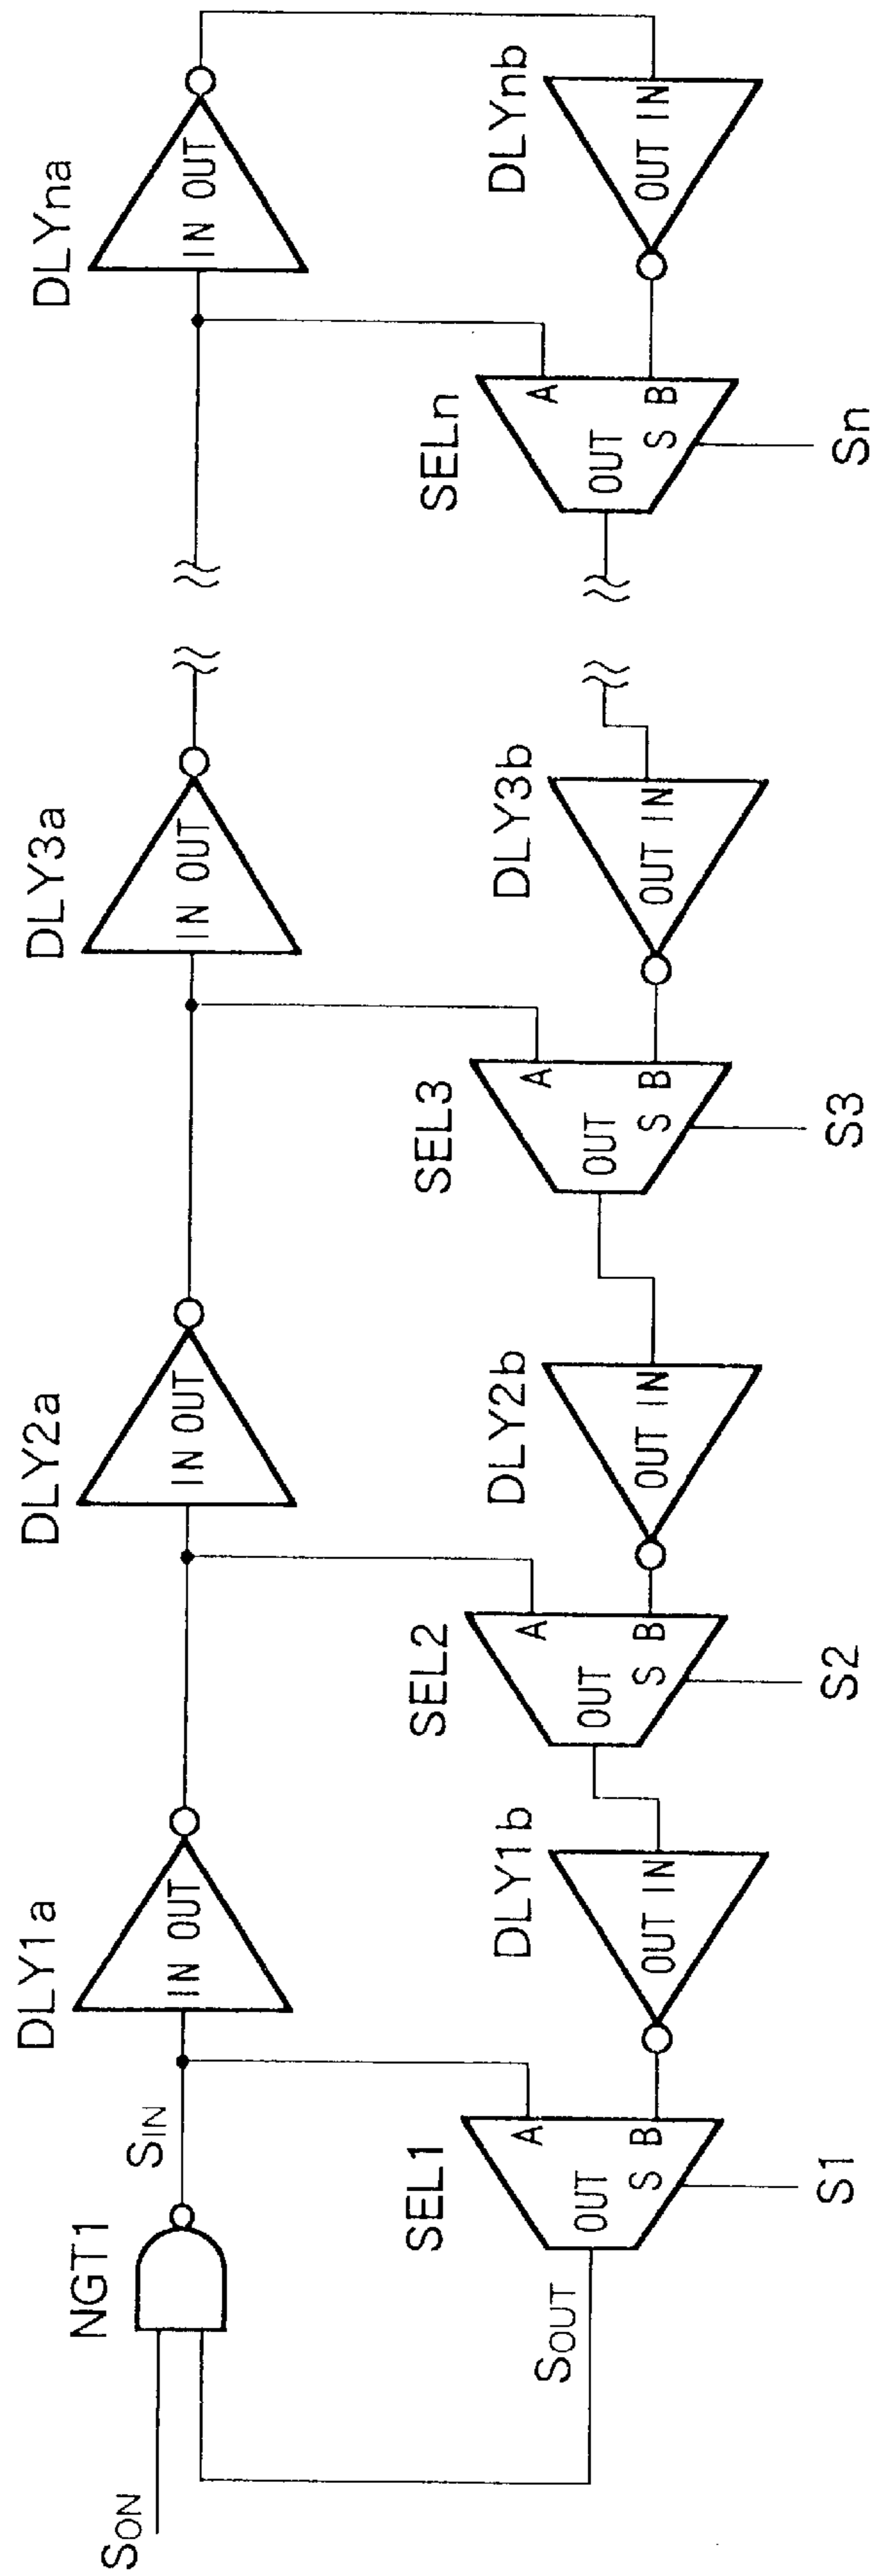 DLY1a
DLY2a
DLY3a
DLYna
NGT1
SIN
IN OUT
IN OUT
IN OUT
IN OUT
SON
SEL1
DLY1b
SEL2
DLY2b
SEL3
DLY3b
SELn
DLYnb
SOUT
A
A
A
A
OUT
S
B
OUT IN
OUT
S
B
OUT IN
OUT
S
B
OUT IN
OUT
S
B
OUT IN
S1
S2
S3
Sn